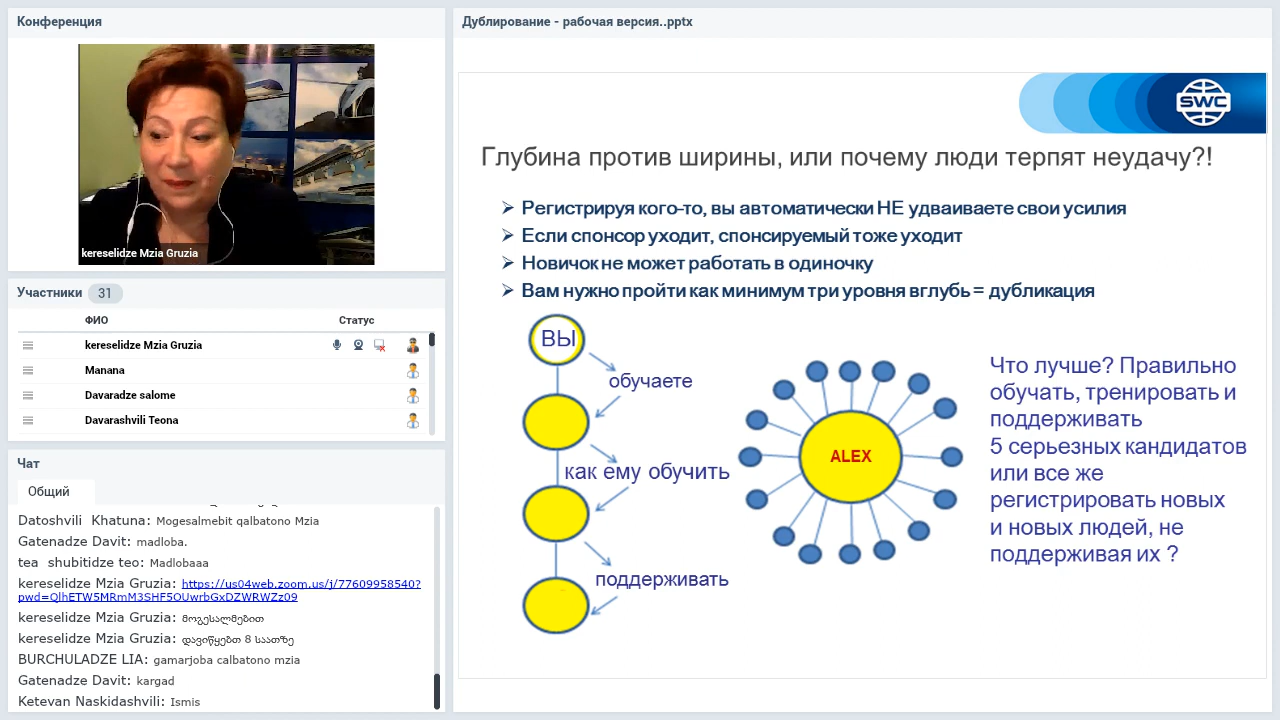 Конференция
kereselidze Mzia Gruzia
Участники 31
ФИО Статус
kereselidze Mzia Gruzia
Manana
Davaradze salome
Davarashvili Teona
Чат
Общий
Datoshvili Khatuna: Mogesalmebit qalbatono Mzia
Gatenadze Davit: madloba.
tea shubitidze teo: Madlobaaa
kereselidze Mzia Gruzia: https://us04web.zoom.us/j/77609958540?
pwd=QlhETW5MRmM3SHF5OUwrbGxDZWRWZz09
kereselidze Mzia Gruzia: მოგესალმებით
kereselidze Mzia Gruzia: დავიწყებთ 8 საათზე
BURCHULADZE LIA: gamarjoba calbatono mzia
Gatenadze Davit: kargad
Ketevan Naskidashvili: Ismis
Дублирование - рабочая версия..pptx
SWC
Глубина против ширины, или почему люди терпят неудачу?!
Регистрируя кого-то, вы автоматически НЕ удваиваете свои усилия
Если спонсор уходит, спонсируемый тоже уходит
Новичок не может работать в одиночку
Вам нужно пройти как минимум три уровня вглубь = дубликация
ВЫ
обучаете
как ему обучить
поддерживать
ALEX
Что лучше? Правильно
обучать, тренировать и
поддерживать
5 серьезных кандидатов
или все же
регистрировать новых
и новых людей, не
поддерживая их ?